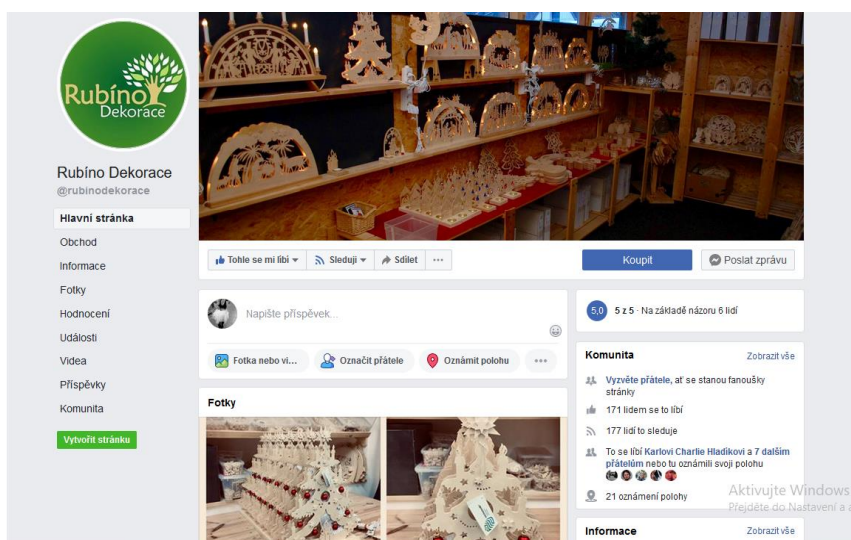 Rubíno
Dekorace
Rubíno Dekorace
@rubinodekorace
Hlavní stránka
Obchod
Informace
Fotky
Hodnocení
Události
Videa
Příspěvky
Komunita
Vytvořit stránku
Tohle se mi líbí
Sleduji
Sdílet
Koupit
Poslat zprávu
Napište příspěvek...
Fotka nebo vi...
Označit přátele
Oznámit polohu
Fotky
5,0
5 z 5 · Na základě názoru 6 lidí
Komunita
Zobrazit vše
Vyzvěte přátele, ať se stanou fanoušky
stránky
171 lidem se to líbí
177 lidí to sleduje
To se líbí Karlovi Charlie Hladíkovi a 7 dalším
přátelům nebo tu oznámili svoji polohu
21 oznámení polohy
Aktivujte Windows
Přejděte do Nastavení a a
Informace
Zobrazit vše